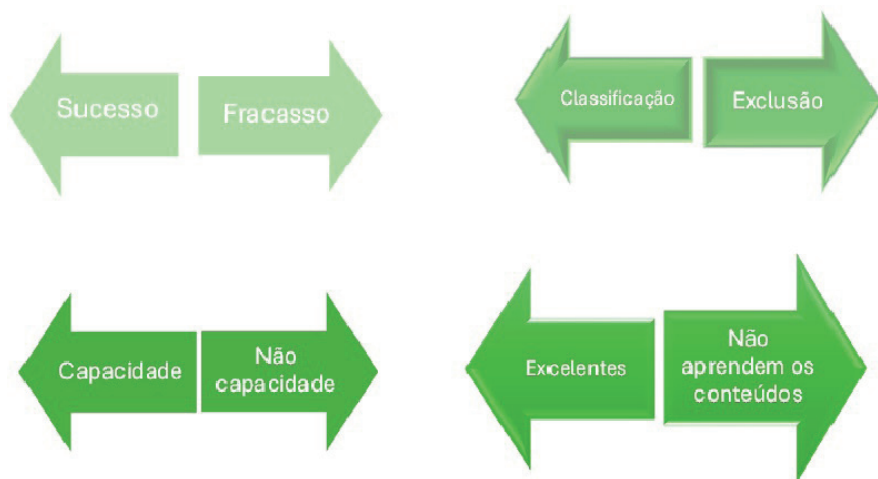 Sucesso
Fracasso
Classificação
Exclusão
Capacidade
Não
capacidade
Excelentes
Não
aprendem os
conteúdos